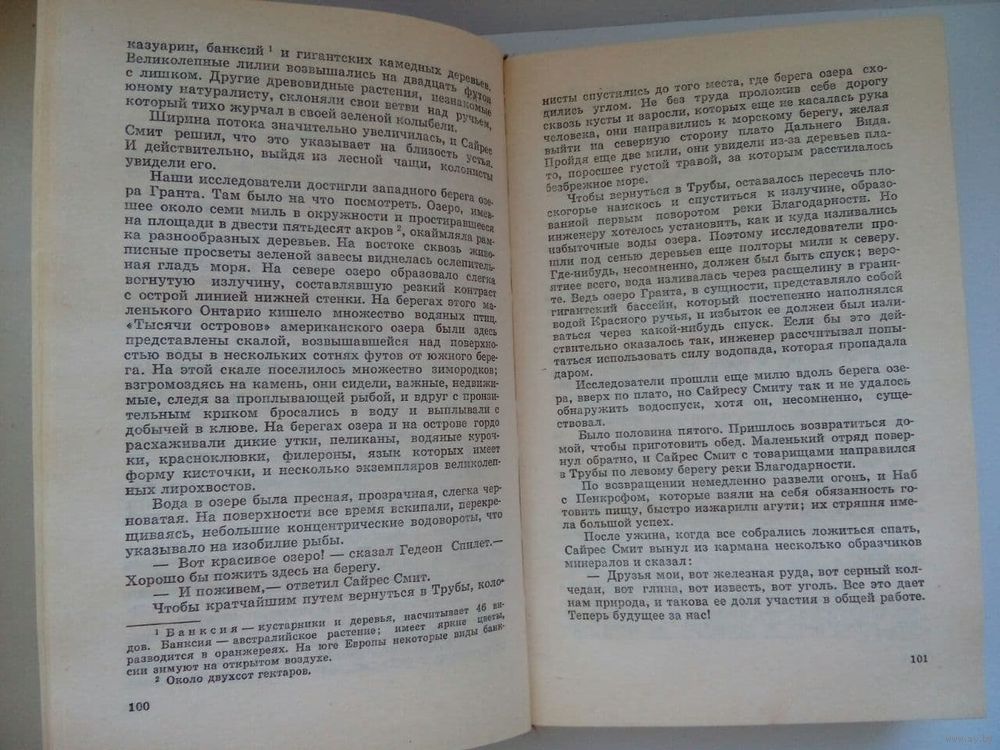 казуарин, банксий ¹ и гигантских камедных деревьев.
Великолепные лилии возвышались на двадцать футов
с лишком. Другие древовидные растения, незнакомые
юному натуралисту, склоняли свои ветви над ручьем,
который тихо журчал в своей зеленой колыбели.
Ширина потока значительно увеличилась, и Сайрес
Смит решил, что это указывает на близость устья.
И действительно, выйдя из лесной чащи, колонисты
увидели его.
Наши исследователи достигли западного берега озе-
ра Гранта. Там было на что посмотреть. Озеро, имев-
шее около семи миль в окружности и простиравшееся
на площади в двести пятьдесят акров ², окаймляла рам-
ка разнообразных деревьев. На востоке сквозь живо-
писные просветы зеленой завесы виднелась ослепитель-
ная гладь моря. На севере озеро образовало слегка
вогнутую излучину, составлявшую резкий контраст
с острой линией нижней стенки. На берегах этого ма-
ленького Онтарио кишело множество водяных птиц.
«Тысячи островов» американского озера были здесь
представлены скалой, возвышавшейся над поверхно-
стью воды в нескольких сотнях футов от южного бере-
га. На этой скале поселилось множество зимородков;
взгромоздясь на камень, они сидели, важные, недвижи-
мые, следя за проплывающей рыбой, и вдруг с пронзи-
тельным криком бросались в воду и выплывали с
добычей в клюве. На берегах озера и на острове гордо
расхаживали дикие утки, пеликаны, водяные куроч-
ки, красноклювки, филероны, язык которых имеет
форму кисточки, и несколько экземпляров великолеп-
ных лирохвостов.
Вода в озере была пресная, прозрачная, слегка чер-
новатая. На поверхности все время вскипали, перекре-
щиваясь, небольшие концентрические водовороты, что
указывало на изобилие рыбы.
— Вот красивое озеро! — сказал Гедеон Спилет.—
Хорошо бы пожить здесь на берегу.
— И поживем,— ответил Сайрес Смит.
Чтобы кратчайшим путем вернуться в Трубы, коло-
¹ Банксия — кустарники и деревья, насчитывает 46 ви-
дов. Банксия — австралийское растение; имеет яркие цветы,
разводится в оранжереях. На юге Европы некоторые виды банк-
сии зимуют на открытом воздухе.
² Около двухсот гектаров.
100
нисты спустились до того места, где берега озера схо-
дились углом. Не без труда проложив себе дорогу
сквозь кусты и заросли, которых еще не касалась рука
человека, они направились к морскому берегу, желая
выйти на северную сторону плато Дальнего Вида.
Пройдя еще две мили, они увидели из-за деревьев пла-
то, поросшее густой травой, за которым расстилалось
безбрежное море.
Чтобы вернуться в Трубы, оставалось пересечь пло-
скогорье наискось и спуститься к излучине, образо-
ванной первым поворотом реки Благодарности. Но
инженеру хотелось установить, как и куда изливались
избыточные воды озера. Поэтому исследователи про-
шли под сенью деревьев еще полторы мили к северу.
Где-нибудь, несомненно, должен был быть спуск; веро-
ятнее всего, вода изливалась через расщелину в грани-
те. Ведь озеро Гранта, в сущности, представляло собой
гигантский бассейн, который постепенно наполнялся
водой Красного ручья, и избыток ее должен был изли-
ваться через какой-нибудь спуск. Если бы это дей-
ствительно оказалось так, инженер рассчитывал попы-
таться использовать силу водопада, которая пропадала
даром.
Исследователи прошли еще милю вдоль берега озе-
ра, вверх по плато, но Сайресу Смиту так и не удалось
обнаружить водоспуск, хотя он, несомненно, суще-
ствовал.
Было половина пятого. Пришлось возвратиться до-
мой, чтобы приготовить обед. Маленький отряд повер-
нул обратно, и Сайрес Смит с товарищами направился
в Трубы по левому берегу реки Благодарности.
По возвращении немедленно развели огонь, и Наб
с Пенкрофом, которые взяли на себя обязанность го-
товить пищу, быстро изжарили агути; их стряпня име-
ла большой успех.
После ужина, когда все собрались ложиться спать,
Сайрес Смит вынул из кармана несколько образчиков
минералов и сказал:
— Друзья мои, вот железная руда, вот серный кол-
чедан, вот глина, вот известь, вот уголь. Все это дает
нам природа, и такова ее доля участия в общей работе.
Теперь будущее за нас!
101
www.ay.by